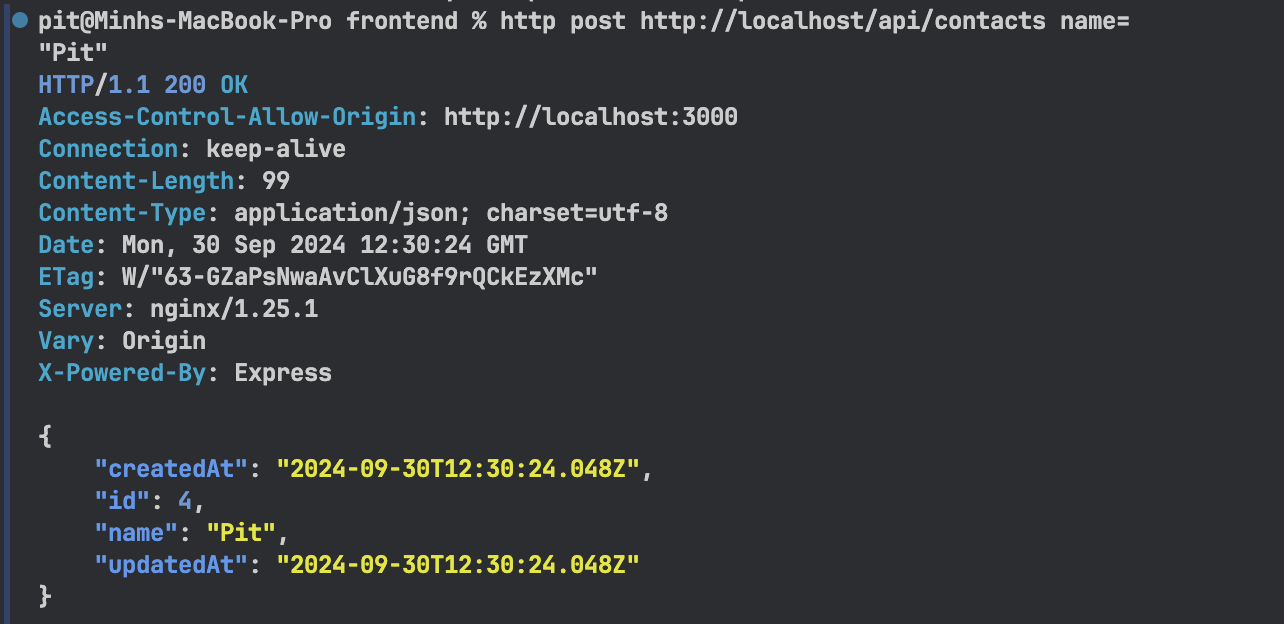 pit@Minhs-MacBook-Pro frontend % http post http://localhost/api/contacts name=
"Pit"
HTTP/1.1 200 OK
Access-Control-Allow-Origin: http://localhost:3000
Connection: keep-alive
Content-Length: 99
Content-Type: application/json; charset=utf-8
Date: Mon, 30 Sep 2024 12:30:24 GMT
ETag: W/"63-GZaPsNwaAvClXuG8f9rQCkEzXMc"
Server: nginx/1.25.1
Vary: Origin
X-Powered-By: Express

{
    "createdAt": "2024-09-30T12:30:24.048Z",
    "id": 4,
    "name": "Pit",
    "updatedAt": "2024-09-30T12:30:24.048Z"
}